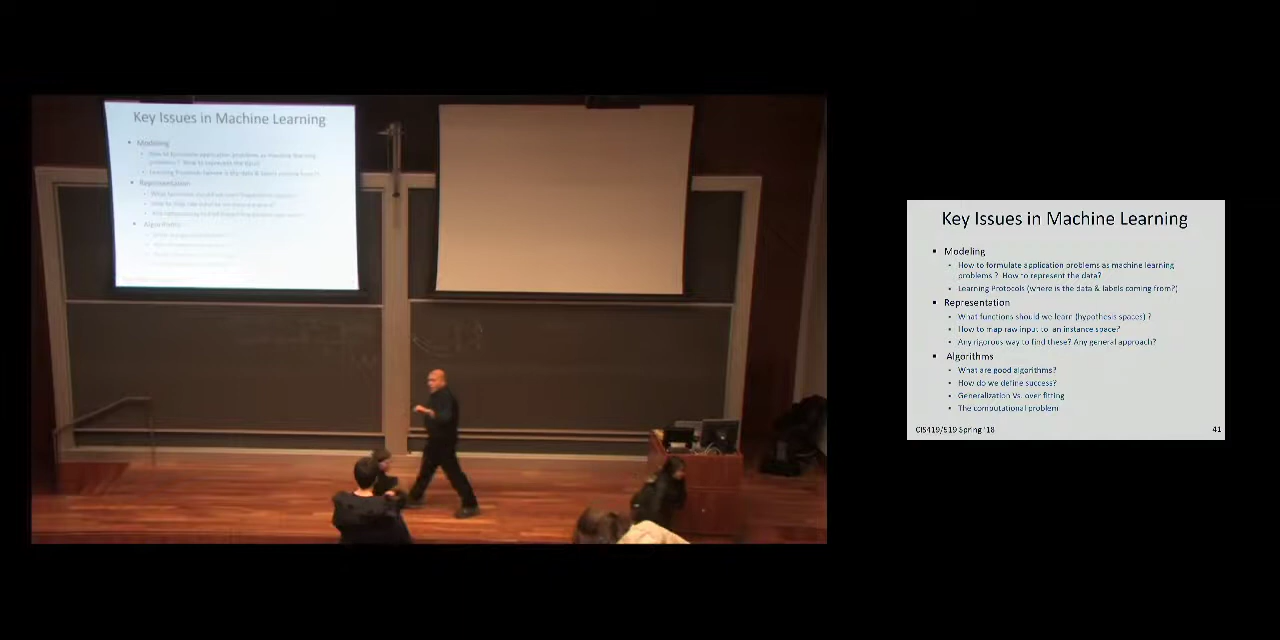 Key Issues in Machine Learning
Modeling
Representation
Algorithms
Key Issues in Machine Learning
▪ Modeling
• How to formulate application problems as machine learning
problems ? How to represent the data?
• Learning Protocols (where is the data & labels coming from?)
▪ Representation
• What functions should we learn (hypothesis spaces) ?
• How to map raw input to an instance space?
• Any rigorous way to find these? Any general approach?
▪ Algorithms
• What are good algorithms?
• How do we define success?
• Generalization Vs. over fitting
• The computational problem
CIS419/519 Spring '18
41